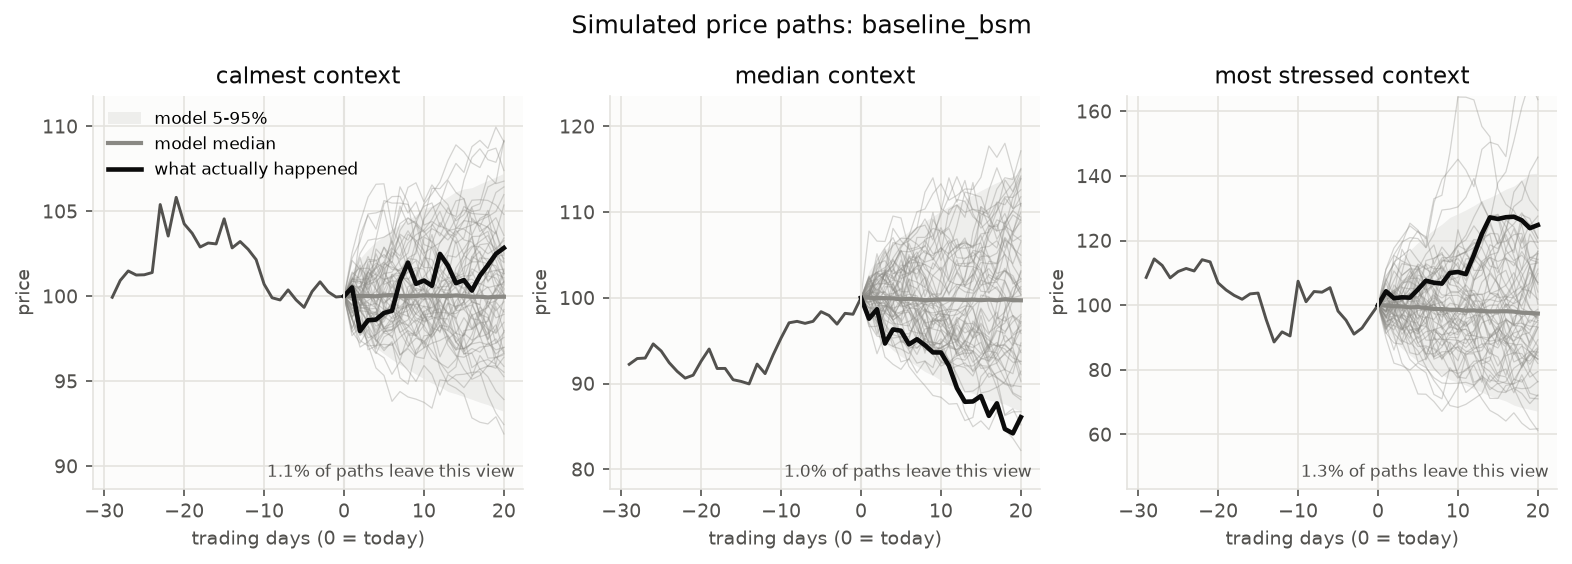 Simulated price paths: baseline_bsm
calmest context
median context
most stressed context
model 5-95%
model median
what actually happened
price
110
105
100
95
90
1.1% of paths leave this view
−30 −20 −10 0 10 20
trading days (0 = today)
price
120
110
100
90
80
1.0% of paths leave this view
−30 −20 −10 0 10 20
trading days (0 = today)
price
160
140
120
100
80
60
1.3% of paths leave this view
−30 −20 −10 0 10 20
trading days (0 = today)